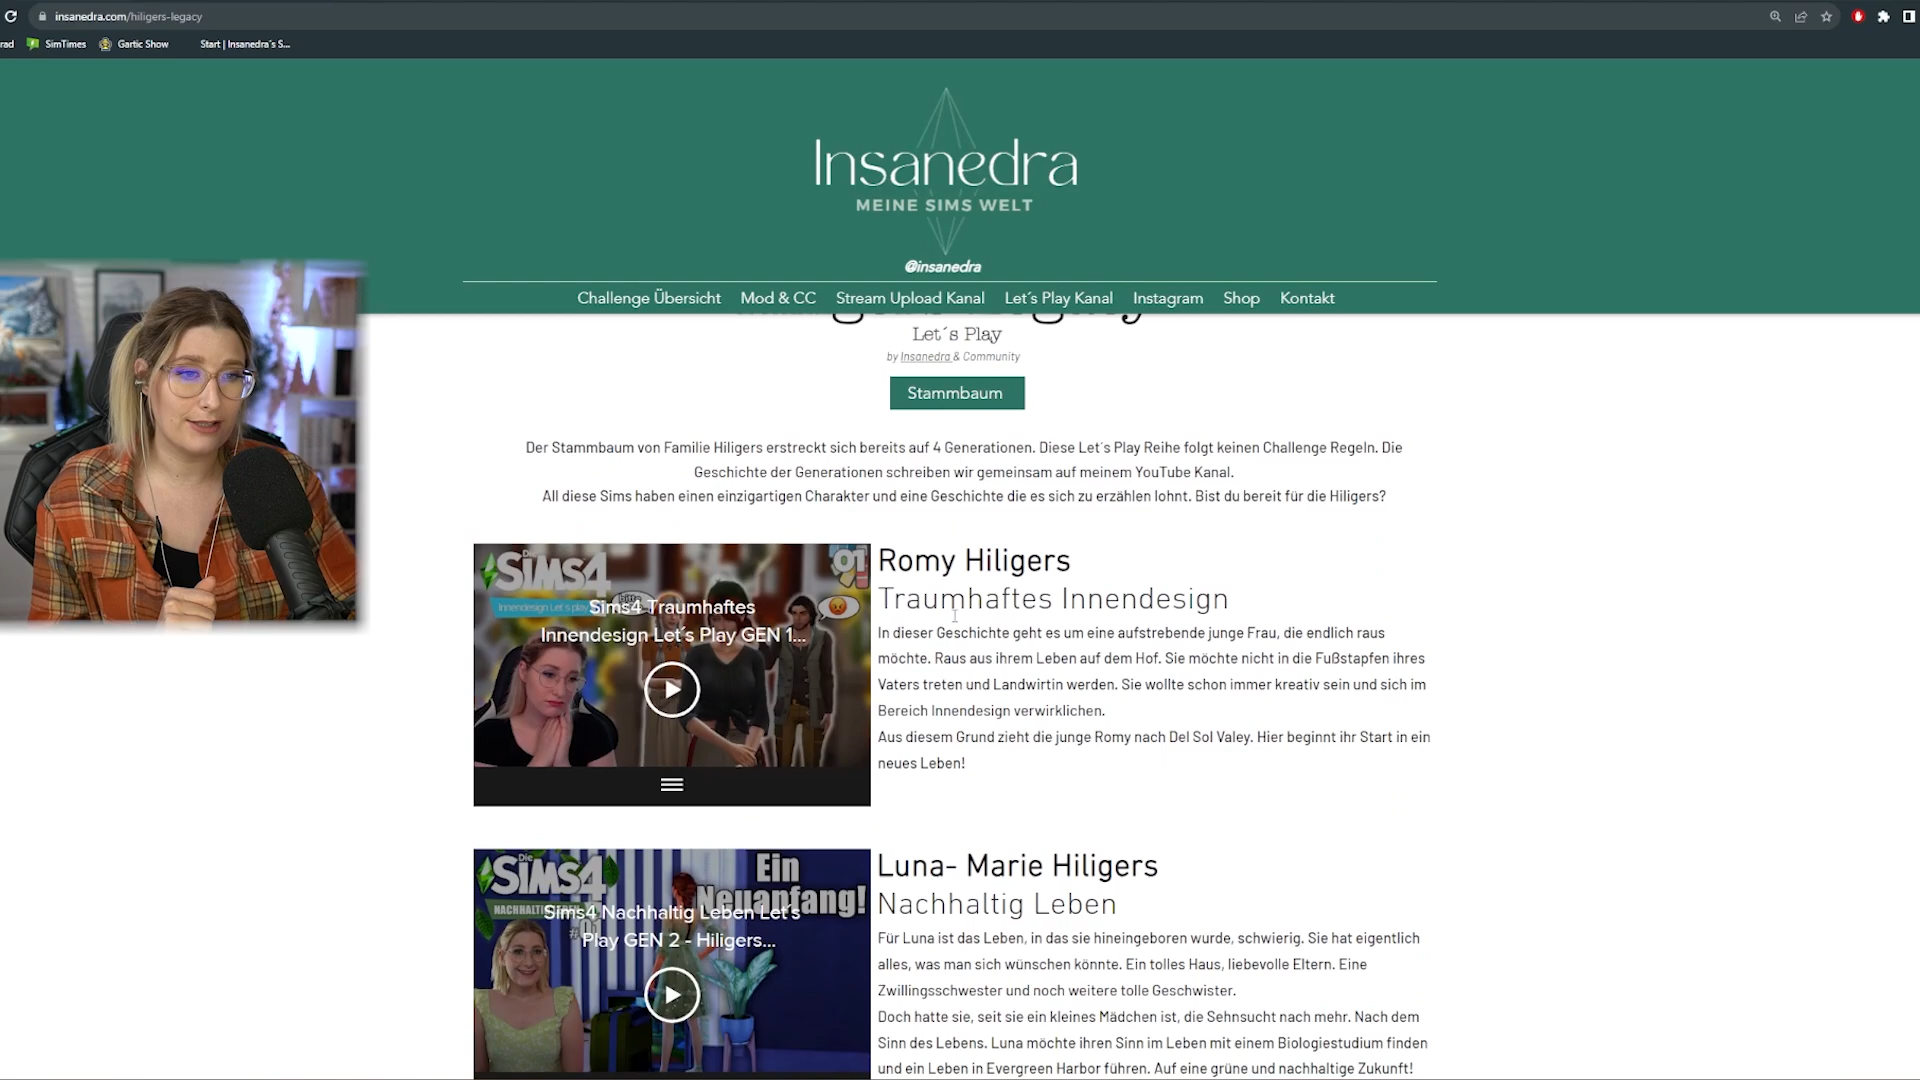 insanedra.com/hiligers-legacy
rad SimTimes Gartic Show Start | Insanedra´s S...
Insanedra
MEINE SIMS WELT
@insanedra
Challenge Übersicht Mod & CC Stream Upload Kanal Let´s Play Kanal Instagram Shop Kontakt
Let´s Play
by Insanedra & Community
Stammbaum
Der Stammbaum von Familie Hiligers erstreckt sich bereits auf 4 Generationen. Diese Let´s Play Reihe folgt keinen Challenge Regeln. Die
Geschichte der Generationen schreiben wir gemeinsam auf meinem YouTube Kanal.
All diese Sims haben einen einzigartigen Charakter und eine Geschichte die es sich zu erzählen lohnt. Bist du bereit für die Hiligers?
Die SIMS4
01
Innendesign Let´s play
Sims4 Traumhaftes
Innendesign Let´s Play GEN 1...
Romy Hiligers
Traumhaftes Innendesign
In dieser Geschichte geht es um eine aufstrebende junge Frau, die endlich raus
möchte. Raus aus ihrem Leben auf dem Hof. Sie möchte nicht in die Fußstapfen ihres
Vaters treten und Landwirtin werden. Sie wollte schon immer kreativ sein und sich im
Bereich Innendesign verwirklichen.
Aus diesem Grund zieht die junge Romy nach Del Sol Valey. Hier beginnt ihr Start in ein
neues Leben!
Die SIMS4
Ein
Neuanfang!
Sims4 Nachhaltig Leben Let´s
Play GEN 2 - Hiligers...
Luna- Marie Hiligers
Nachhaltig Leben
Für Luna ist das Leben, in das sie hineingeboren wurde, schwierig. Sie hat eigentlich
alles, was man sich wünschen könnte. Ein tolles Haus, liebevolle Eltern. Eine
Zwillingsschwester und noch weitere tolle Geschwister.
Doch hatte sie, seit sie ein kleines Mädchen ist, die Sehnsucht nach mehr. Nach dem
Sinn des Lebens. Luna möchte ihren Sinn im Leben mit einem Biologiestudium finden
und ein Leben in Evergreen Harbor führen. Auf eine grüne und nachhaltige Zukunft!